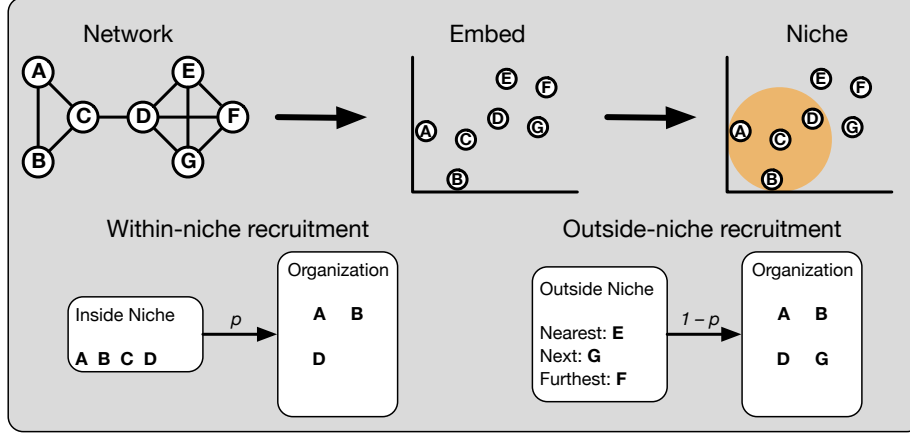 Network
Embed
Niche
A
B
C
D
E
F
G
A
B
C
D
E
F
G
A
B
C
D
E
F
G
Within-niche recruitment
Inside Niche
A B C D
p
Organization
A B
D
Outside-niche recruitment
Outside Niche
Nearest: E
Next: G
Furthest: F
1 – p
Organization
A B
D G